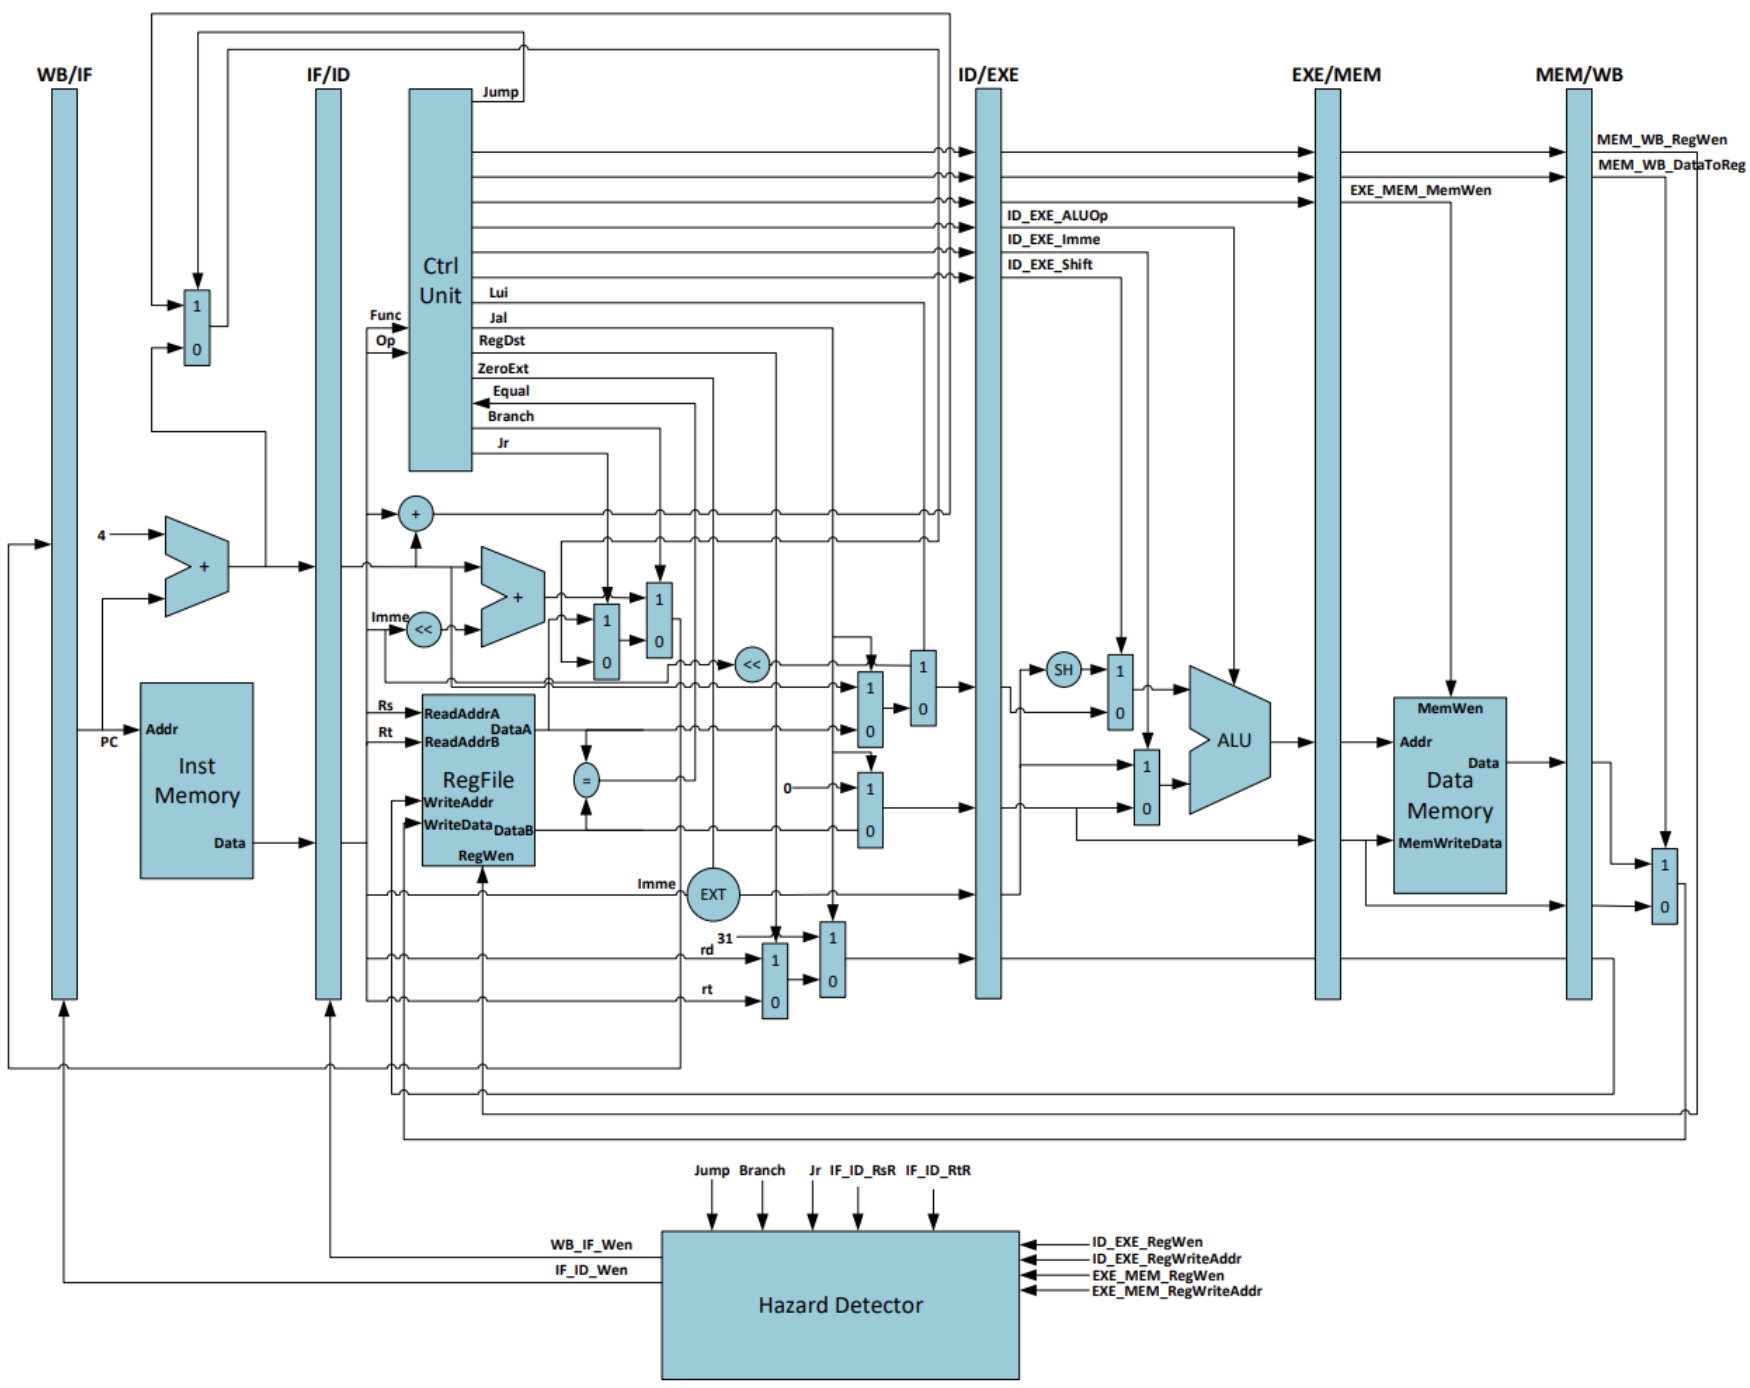 WB/IF
IF/ID
ID/EXE
EXE/MEM
MEM/WB
Jump
MEM_WB_RegWen
MEM_WB_DataToReg
EXE_MEM_MemWen
ID_EXE_ALUOp
ID_EXE_Imme
ID_EXE_Shift
Ctrl
Unit
Lui
Jal
RegDst
ZeroExt
Equal
Branch
Jr
Func
Op
1
0
4
+
+
+
Imme
<<
1
0
1
0
<<
1
0
1
0
SH
1
0
Rs
Rt
ReadAddrA
DataA
ReadAddrB
RegFile
WriteAddr
WriteData
DataB
RegWen
=
0
1
0
1
0
ALU
MemWen
Addr
Data
Data
Memory
MemWriteData
1
0
PC
Addr
Inst
Memory
Data
Imme
EXT
31
rd
rt
1
0
1
0
Jump
Branch
Jr
IF_ID_RsR
IF_ID_RtR
WB_IF_Wen
IF_ID_Wen
ID_EXE_RegWen
ID_EXE_RegWriteAddr
EXE_MEM_RegWen
EXE_MEM_RegWriteAddr
Hazard Detector